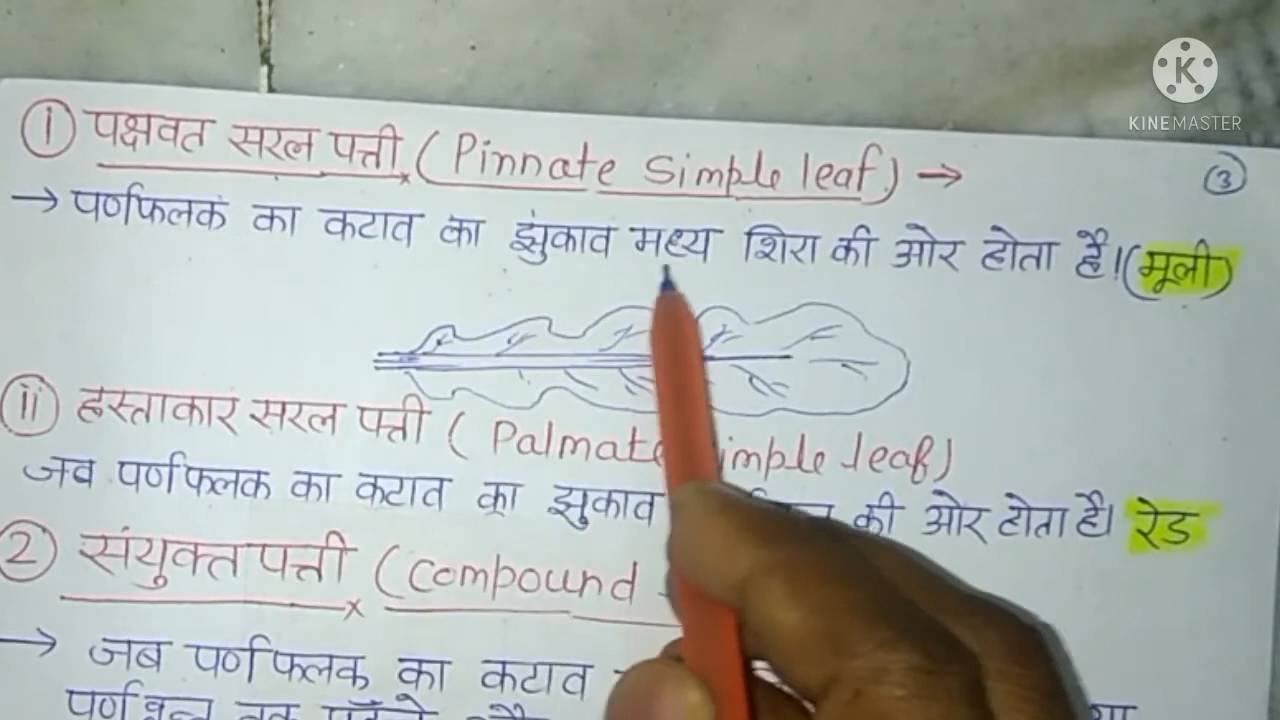 KINEMASTER
① पक्षवत सरल पत्ती (Pinnate simple leaf) →
③
→ पर्णफलक का कटाव का झुंकाव मध्य शिरा की ओर होता है। (मूली)
ii हस्ताकार सरल पत्ती (Palmate imple leaf)
जब पर्णफलक का कटाव का झुकाव की ओर होता है। रेड
② संयुक्त पत्ती (Compound
→ जब पर्णफलक का कटाव
तक